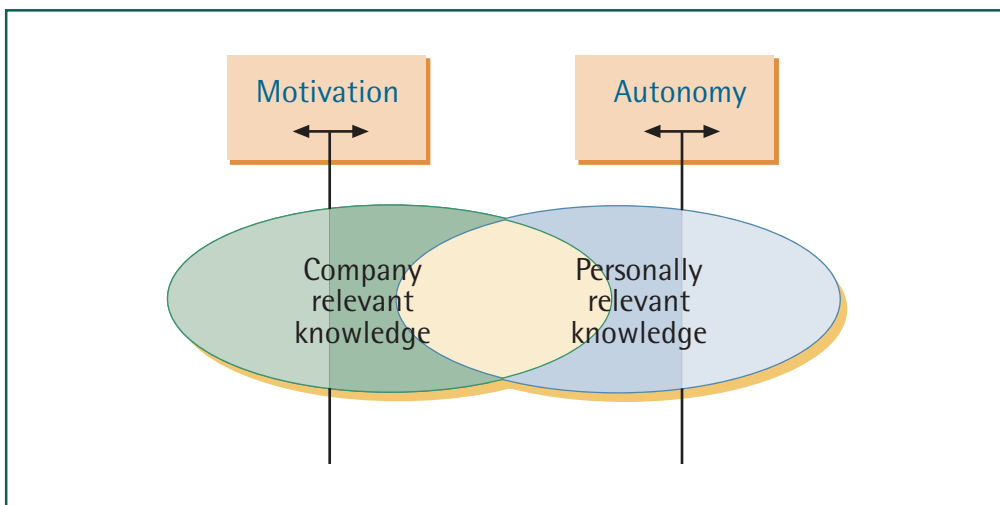 Motivation
Autonomy
Company
relevant
knowledge
Personally
relevant
knowledge